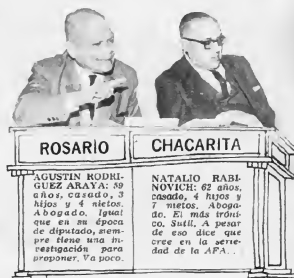 ROSARIO
CHACARITA
AGUSTIN RODRI-
GUEZ ARAYA: 59
años, casado, 3
hijos y 4 nietos.
Abogado. Igual
que en su época
de diputado, siem-
pre tiene una in-
vestigación para
proponer. Va poco.
NATALIO RABI-
NOVICH: 62 años,
casado, 4 hijos y
7 nietos. Aboga-
do. El más iróni-
co. Sutil. A pesar
de eso dice que
cree en la serie-
dad de la AFA...